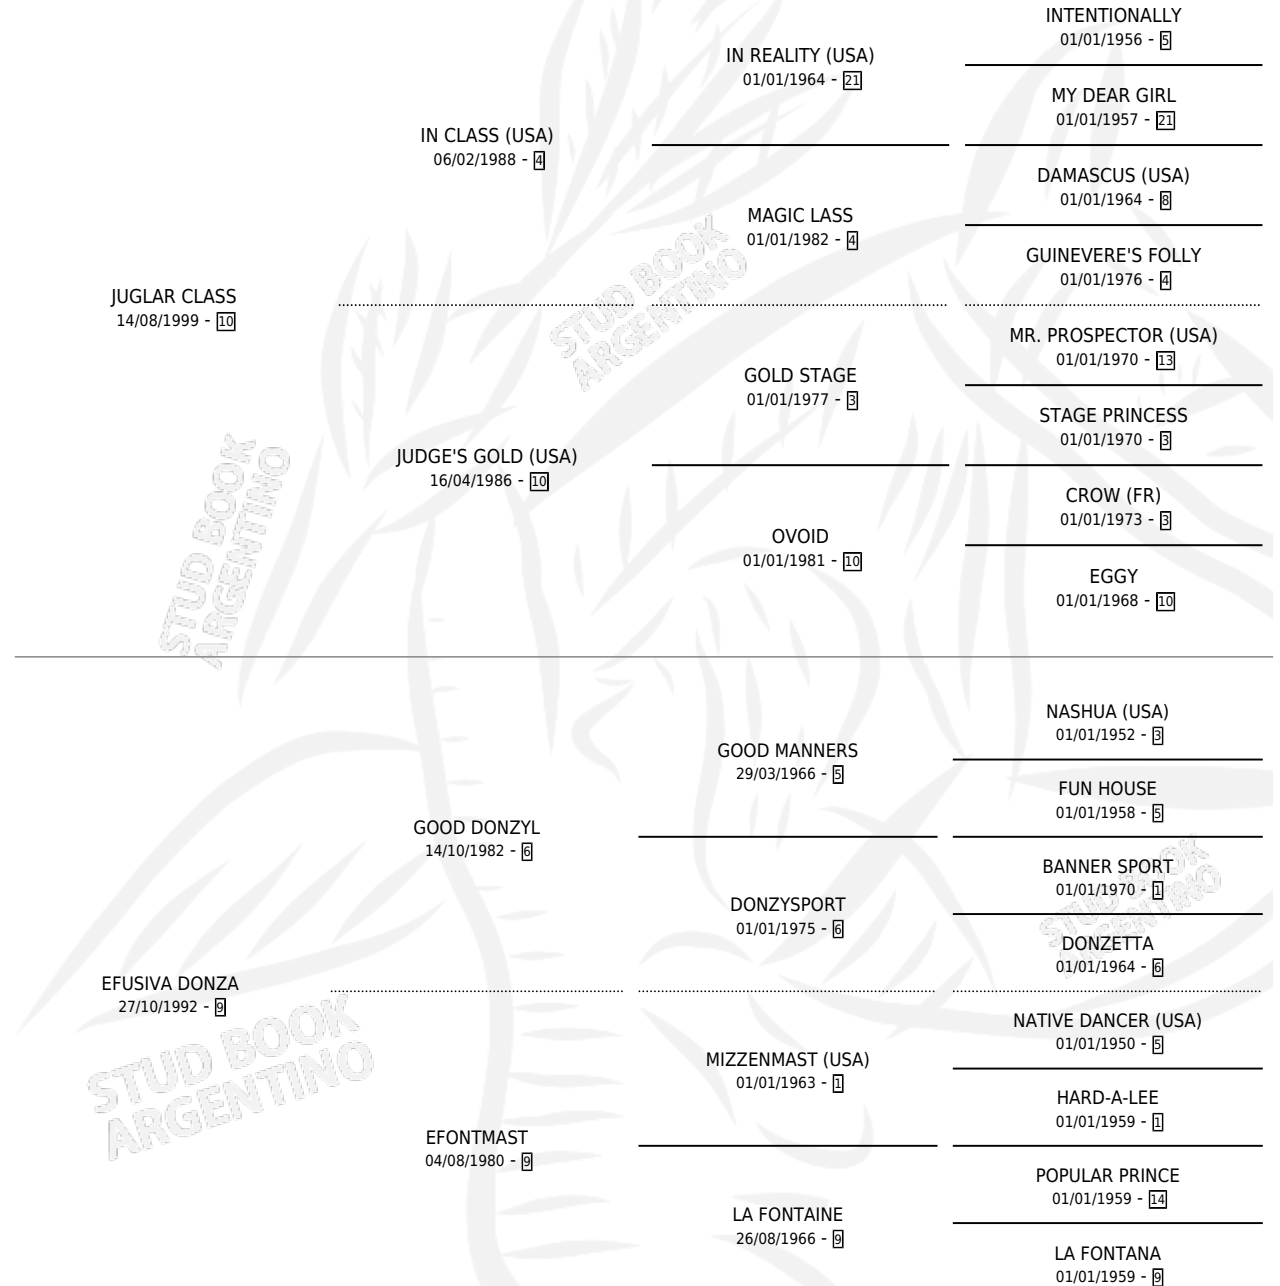 INTENTIONALLY
01/01/1956 - 5
IN REALITY (USA)
01/01/1964 - 21
MY DEAR GIRL
01/01/1957 - 21
IN CLASS (USA)
06/02/1988 - 4
DAMASCUS (USA)
01/01/1964 - 8
MAGIC LASS
01/01/1982 - 4
GUINEVERE'S FOLLY
01/01/1976 - 4
JUGLAR CLASS
14/08/1999 - 10
MR. PROSPECTOR (USA)
01/01/1970 - 13
GOLD STAGE
01/01/1977 - 3
STAGE PRINCESS
01/01/1970 - 3
JUDGE'S GOLD (USA)
16/04/1986 - 10
CROW (FR)
01/01/1973 - 3
OVOID
01/01/1981 - 10
EGGY
01/01/1968 - 10
NASHUA (USA)
01/01/1952 - 3
GOOD MANNERS
29/03/1966 - 5
FUN HOUSE
01/01/1958 - 5
GOOD DONZYL
14/10/1982 - 6
BANNER SPORT
01/01/1970 - 1
DONZYSPORT
01/01/1975 - 6
DONZETTA
01/01/1964 - 6
EFUSIVA DONZA
27/10/1992 - 9
NATIVE DANCER (USA)
01/01/1950 - 5
MIZZENMAST (USA)
01/01/1963 - 1
HARD-A-LEE
01/01/1959 - 1
EFONTMAST
04/08/1980 - 9
POPULAR PRINCE
01/01/1959 - 14
LA FONTAINE
26/08/1966 - 9
LA FONTANA
01/01/1959 - 9
STUD BOOK
ARGENTINO
STUD BOOK
ARGENTINO
STUD BOOK
ARGENTINO
STUD BOOK
ARGENTINO